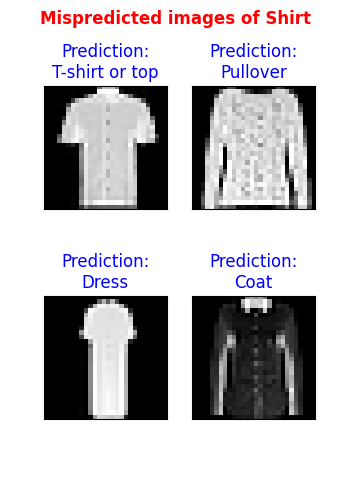 Mispredicted images of Shirt
Prediction:
T-shirt or top
Prediction:
Pullover
Prediction:
Dress
Prediction:
Coat